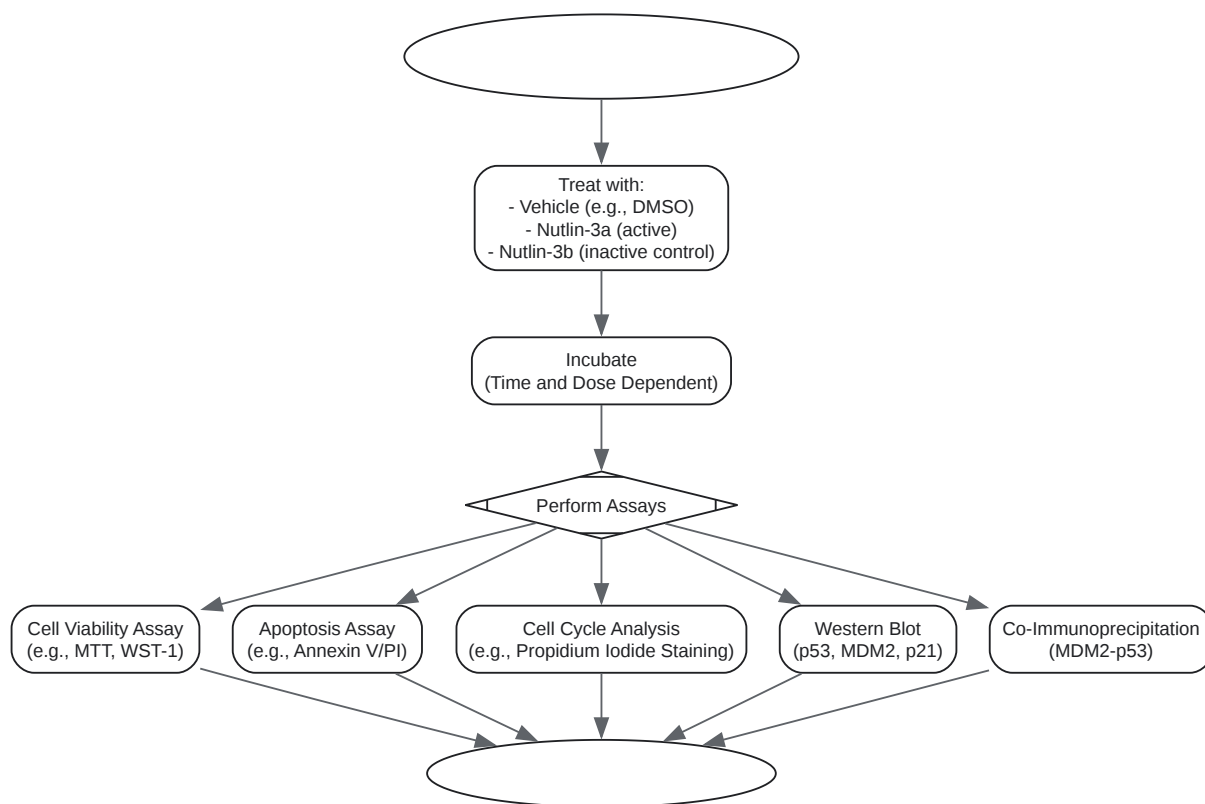 Treat with:
- Vehicle (e.g., DMSO)
- Nutlin-3a (active)
- Nutlin-3b (inactive control)
Incubate
(Time and Dose Dependent)
Perform Assays
Cell Viability Assay
(e.g., MTT, WST-1)
Apoptosis Assay
(e.g., Annexin V/PI)
Cell Cycle Analysis
(e.g., Propidium Iodide Staining)
Western Blot
(p53, MDM2, p21)
Co-Immunoprecipitation
(MDM2-p53)